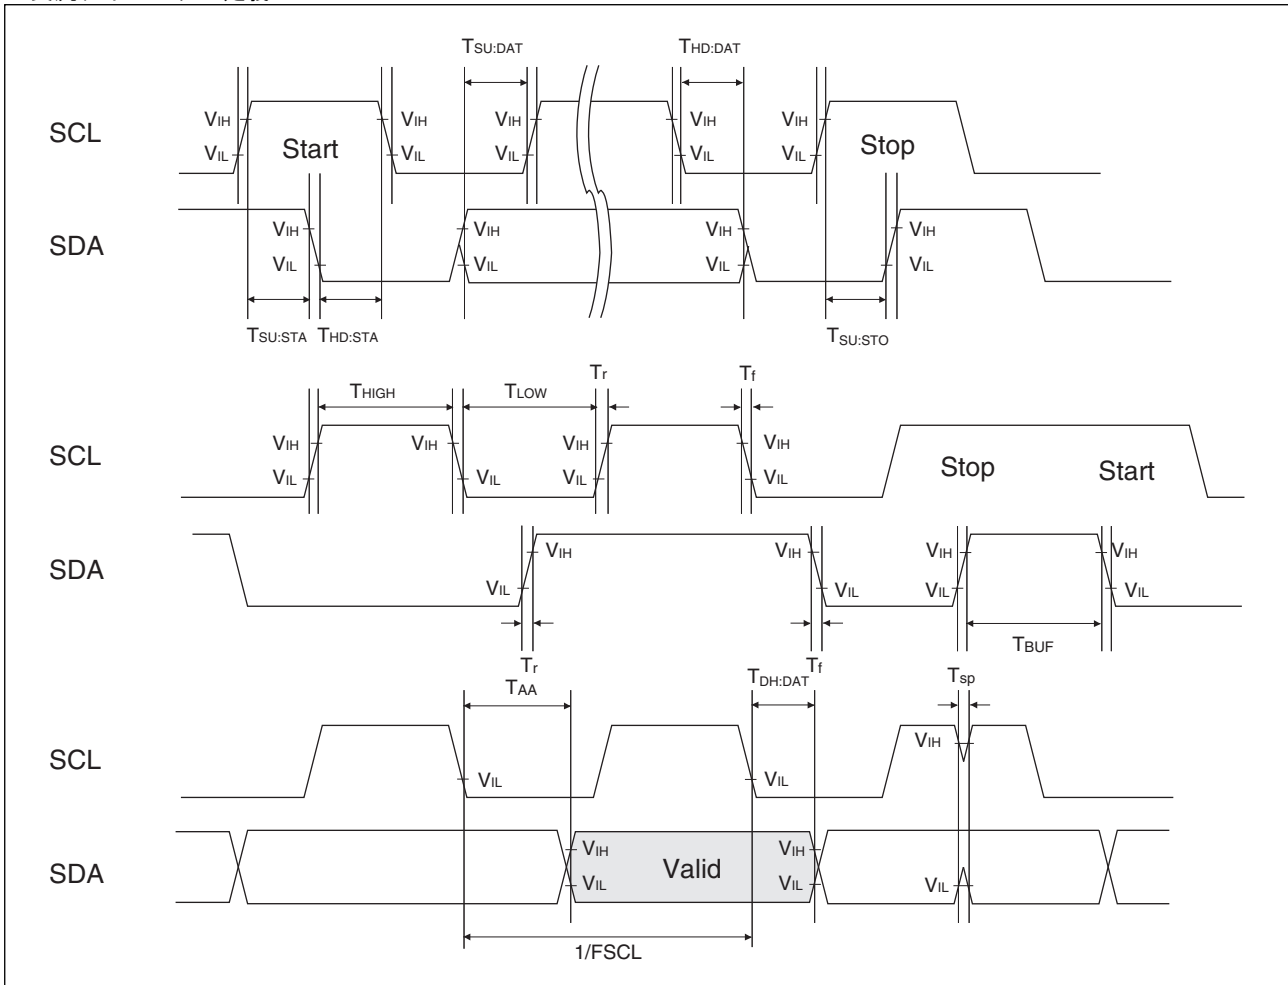 TSU:DAT THD:DAT
SCL VIH VIH VIH VIH VIH
VIL Start VIL VIL VIL VIL Stop
SDA VIH VIH VIH VIH
VIL VIL VIL VIL
TSU:STA THD:STA TSU:STO
THIGH TLOW Tr Tf
SCL VIH VIH VIH VIH
VIL VIL VIL VIL Stop Start
SDA VIH VIH VIH VIH
VIL VIL VIL VIL
Tr Tf TBUF
TAA TDH:DAT Tsp
SCL VIH
VIL VIL
SDA VIH Valid VIH
VIL VIL VIL
1/FSCL